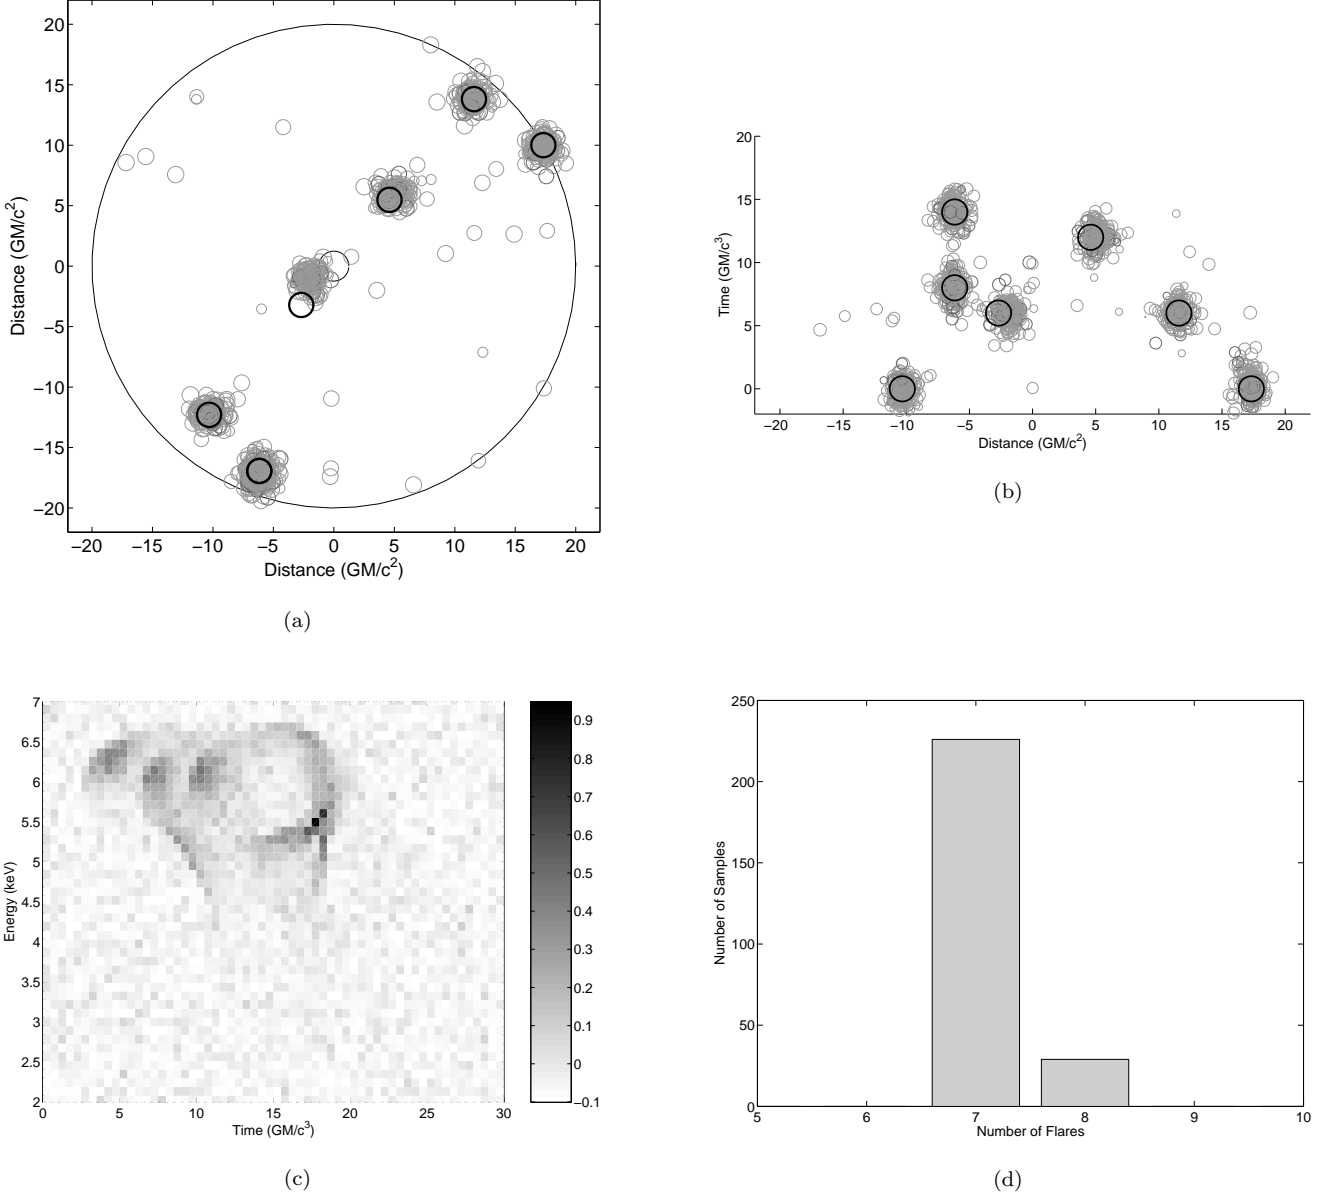 20
15
10
5
0
−5
−10
−15
−20
Distance (GM/c²)
−20 −15 −10 −5 0 5 10 15 20
Distance (GM/c²)
(a)
20
15
10
5
0
Time (GM/c³)
−20 −15 −10 −5 0 5 10 15 20
Distance (GM/c²)
(b)
7
6.5
6
5.5
5
4.5
4
3.5
3
2.5
2
Energy (keV)
0 5 10 15 20 25 30
Time (GM/c³)
0.9
0.8
0.7
0.6
0.5
0.4
0.3
0.2
0.1
0
−0.1
(c)
250
200
150
100
50
0
Number of Samples
5 6 7 8 9 10
Number of Flares
(d)